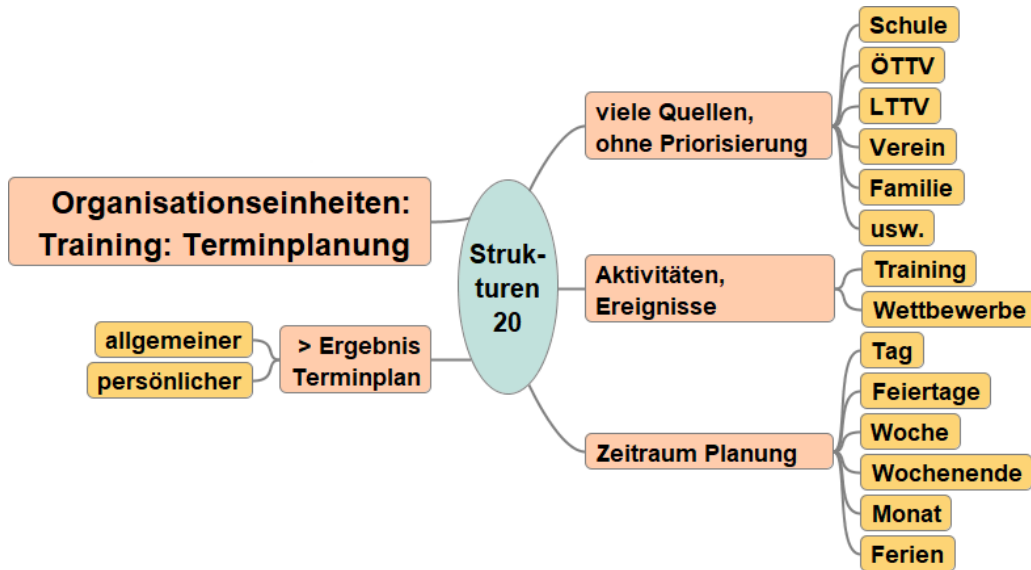 Organisationseinheiten:
Training: Terminplanung
Struk-
turen
20
viele Quellen,
ohne Priorisierung
Schule
ÖTTV
LTTV
Verein
Familie
usw.
Aktivitäten,
Ereignisse
Training
Wettbewerbe
Zeitraum Planung
Tag
Feiertage
Woche
Wochenende
Monat
Ferien
> Ergebnis
Terminplan
allgemeiner
persönlicher